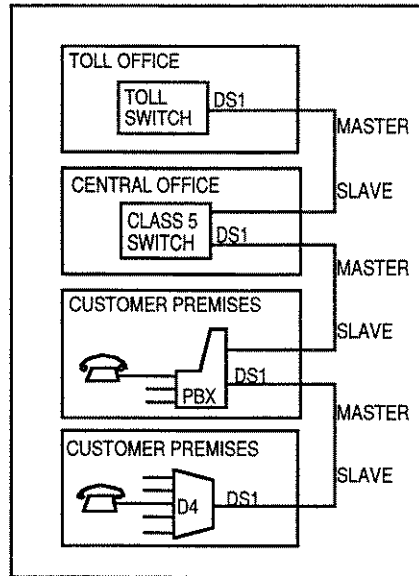 TOLL OFFICE
TOLL
SWITCH
DS1
MASTER
SLAVE
CENTRAL OFFICE
CLASS 5
SWITCH
DS1
MASTER
SLAVE
CUSTOMER PREMISES
PBX
DS1
MASTER
SLAVE
CUSTOMER PREMISES
D4
DS1